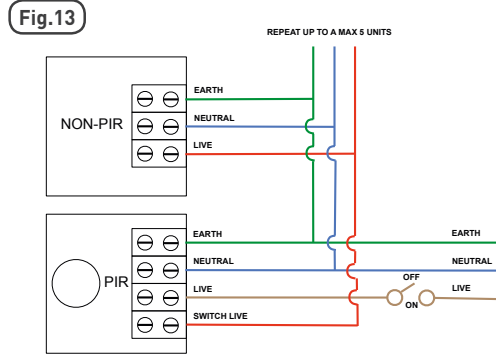 Fig.13
REPEAT UP TO A MAX 5 UNITS
NON-PIR
EARTH
NEUTRAL
LIVE
PIR
EARTH
NEUTRAL
LIVE
SWITCH LIVE
EARTH
NEUTRAL
OFF
LIVE
ON